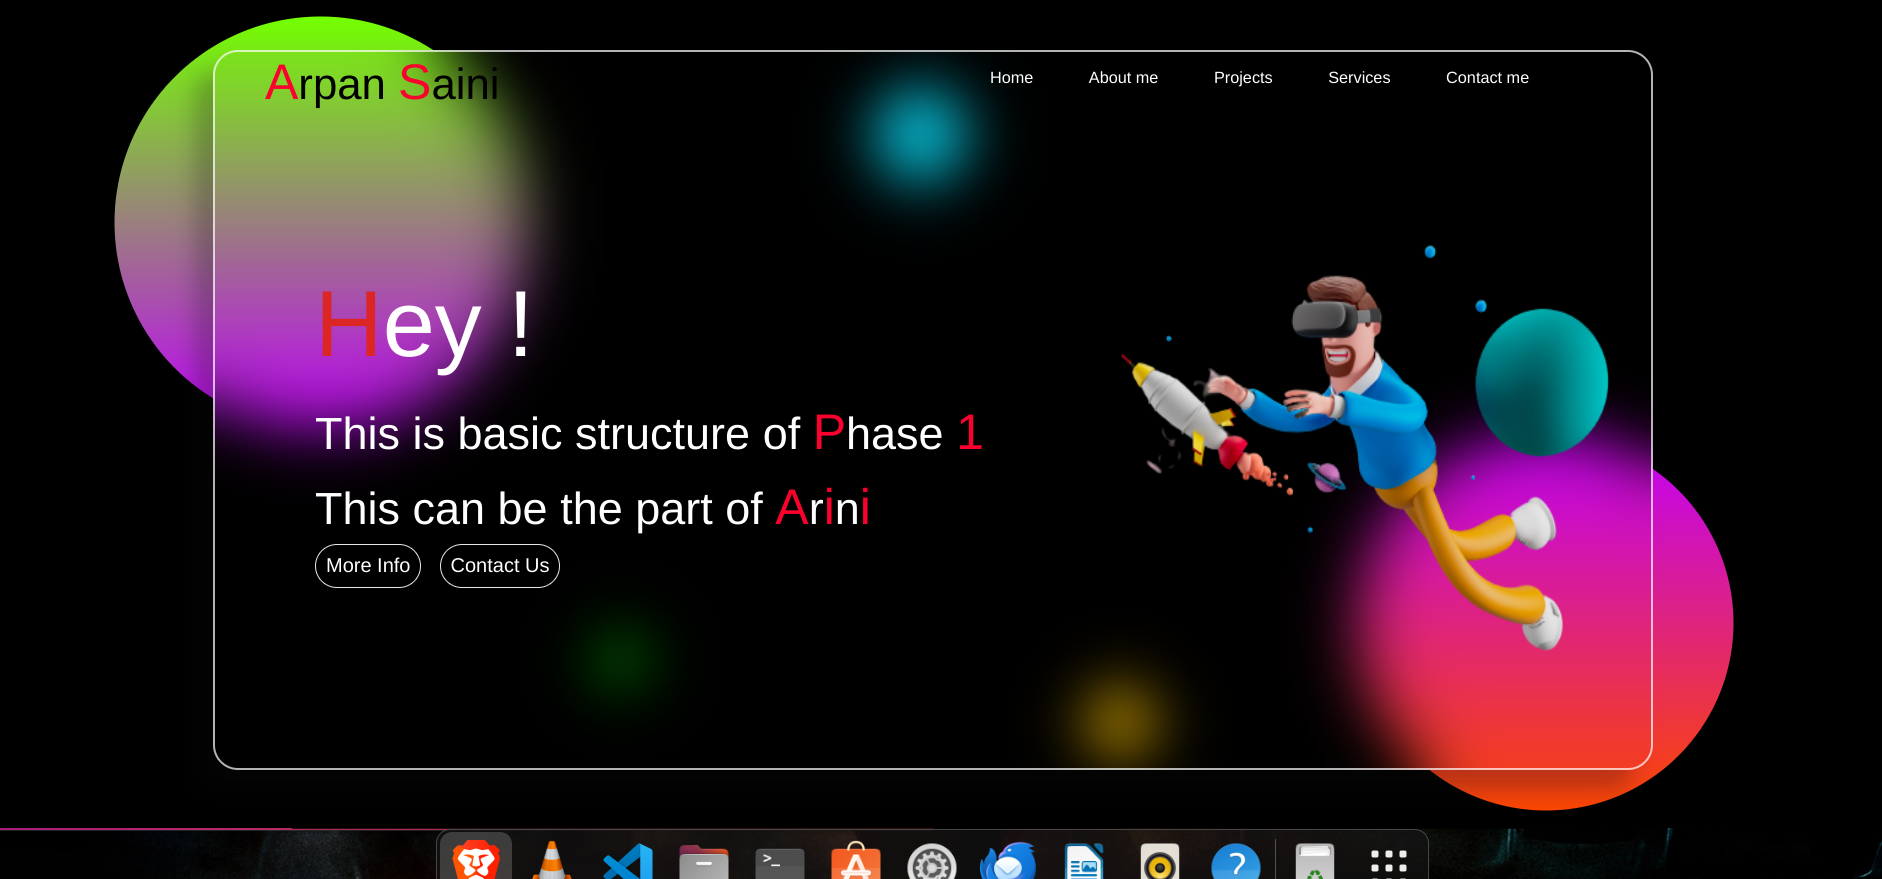 Arpan Saini
Home About me Projects Services Contact me
Hey !
This is basic structure of Phase 1
This can be the part of Arini
More Info Contact Us
>_
?